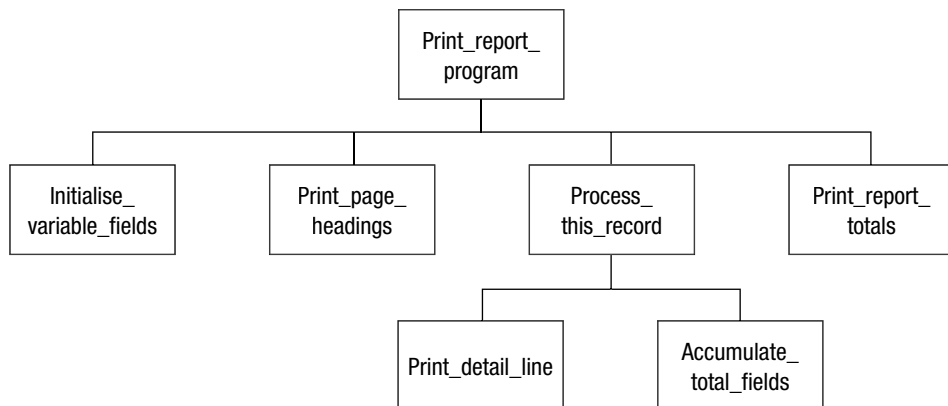 Print_report_
program
Initialise_
variable_fields
Print_page_
headings
Process_
this_record
Print_report_
totals
Print_detail_line
Accumulate_
total_fields